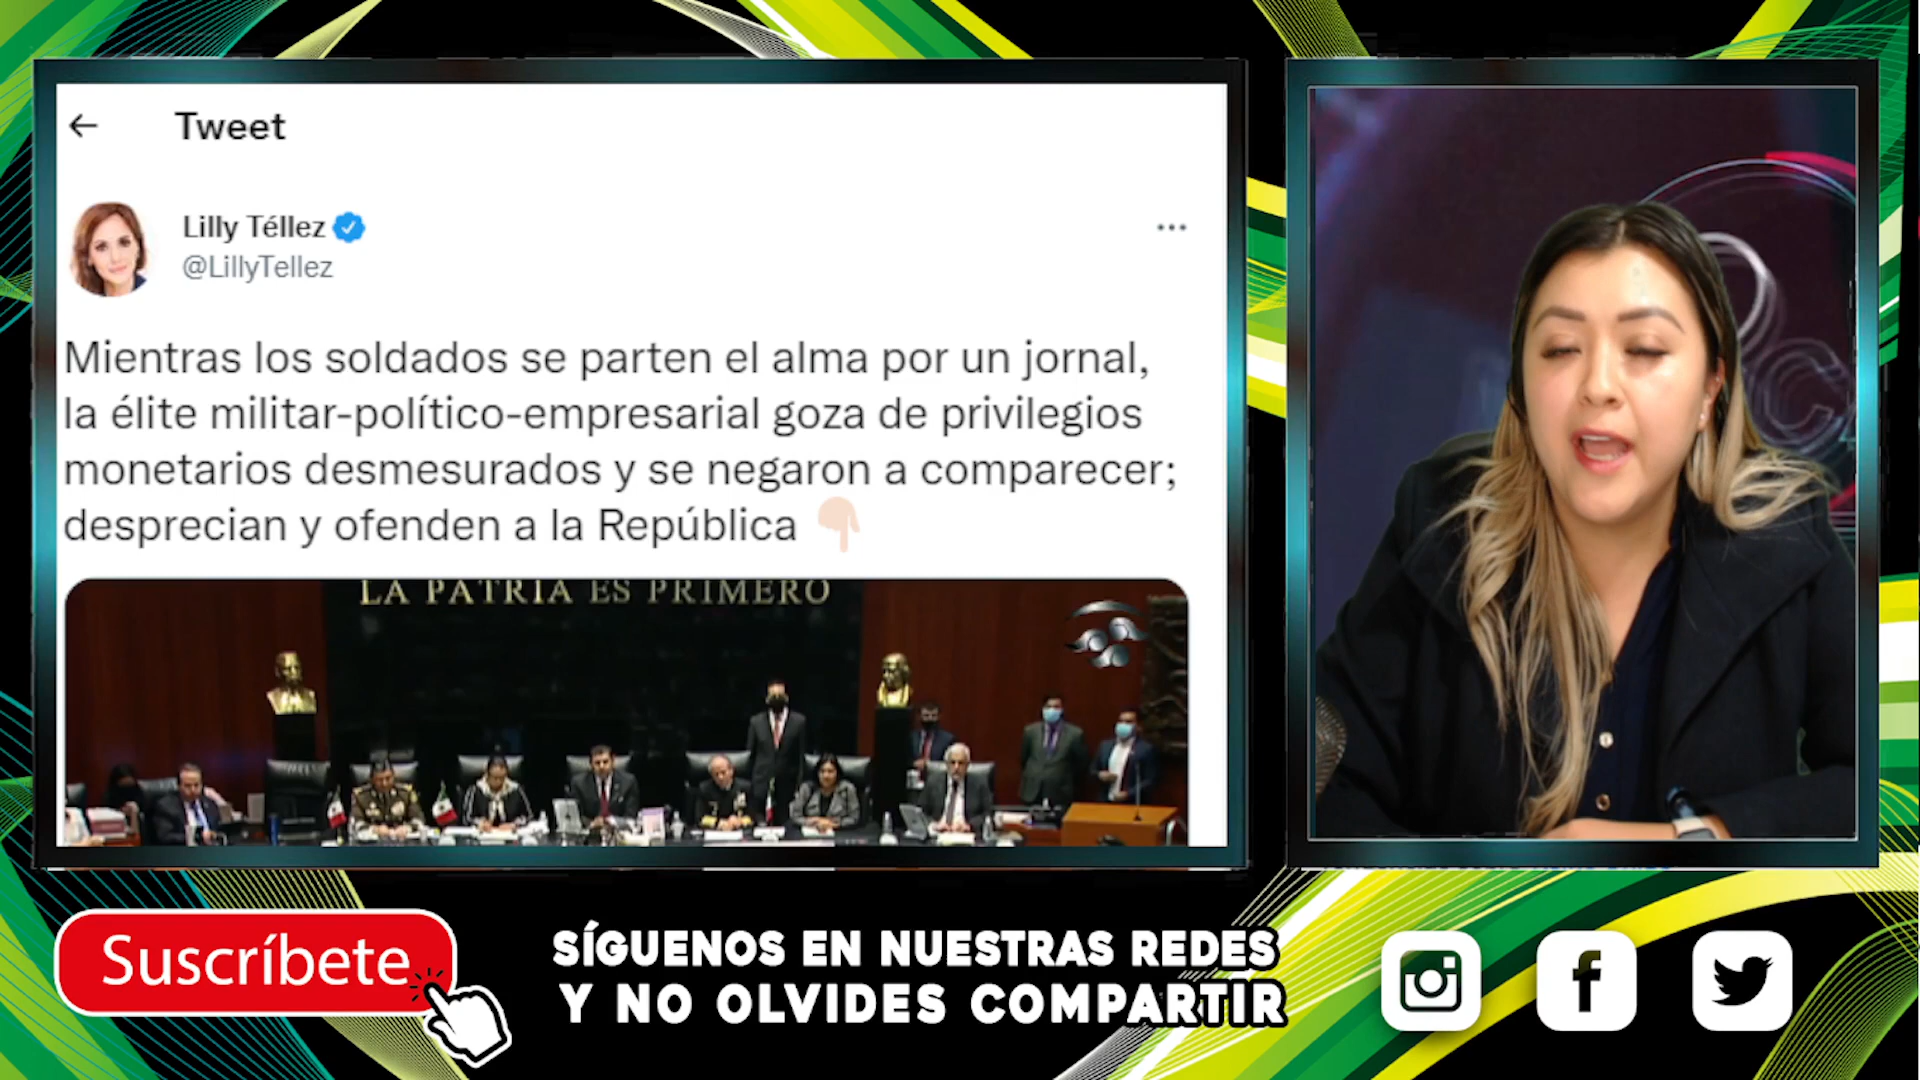 Tweet
Lilly Téllez
@LillyTellez
Mientras los soldados se parten el alma por un jornal,
la élite militar-político-empresarial goza de privilegios
monetarios desmesurados y se negaron a comparecer;
desprecian y ofenden a la República
LA PATRIA ES PRIMERO
Suscríbete
SÍGUENOS EN NUESTRAS REDES
Y NO OLVIDES COMPARTIR